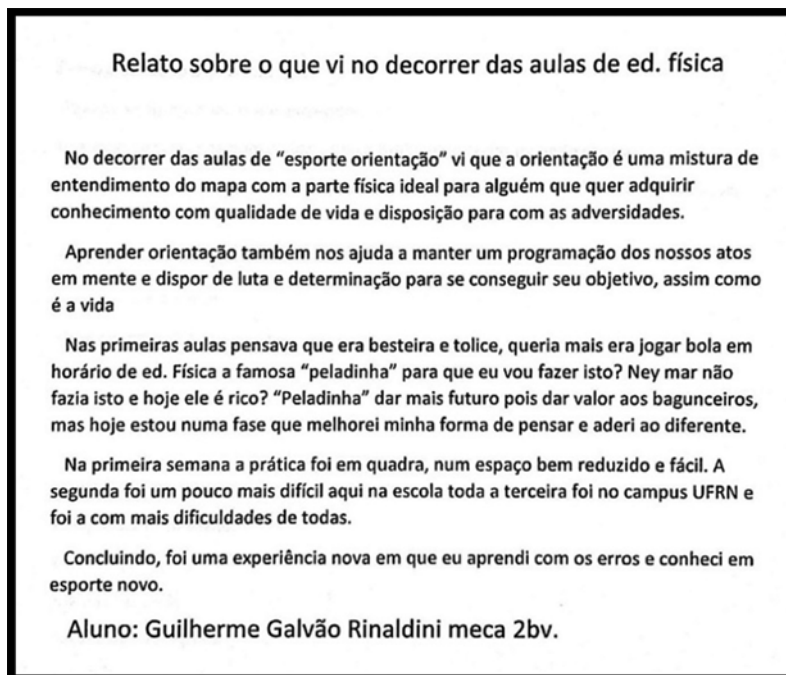 Relato sobre o que vi no decorrer das aulas de ed. física
No decorrer das aulas de “esporte orientação” vi que a orientação é uma mistura de
entendimento do mapa com a parte física ideal para alguém que quer adquirir
conhecimento com qualidade de vida e disposição para com as adversidades.
Aprender orientação também nos ajuda a manter um programação dos nossos atos
em mente e dispor de luta e determinação para se conseguir seu objetivo, assim como
é a vida
Nas primeiras aulas pensava que era besteira e tolice, queria mais era jogar bola em
horário de ed. Física a famosa “peladinha” para que eu vou fazer isto? Ney mar não
fazia isto e hoje ele é rico? “Peladinha” dar mais futuro pois dar valor aos bagunceiros,
mas hoje estou numa fase que melhorei minha forma de pensar e aderi ao diferente.
Na primeira semana a prática foi em quadra, num espaço bem reduzido e fácil. A
segunda foi um pouco mais difícil aqui na escola toda a terceira foi no campus UFRN e
foi a com mais dificuldades de todas.
Concluindo, foi uma experiência nova em que eu aprendi com os erros e conheci em
esporte novo.
Aluno: Guilherme Galvão Rinaldini meca 2bv.